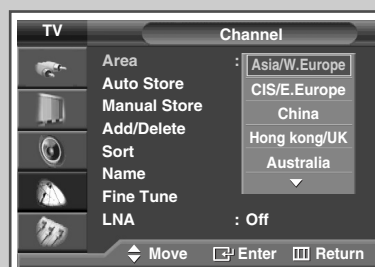 TV
Channel
Area : Asia/W.Europe
Auto Store
CIS/E.Europe
Manual Store
China
Add/Delete
Hong kong/UK
Sort
Australia
Name
Fine Tune
LNA : Off
Move Enter Return